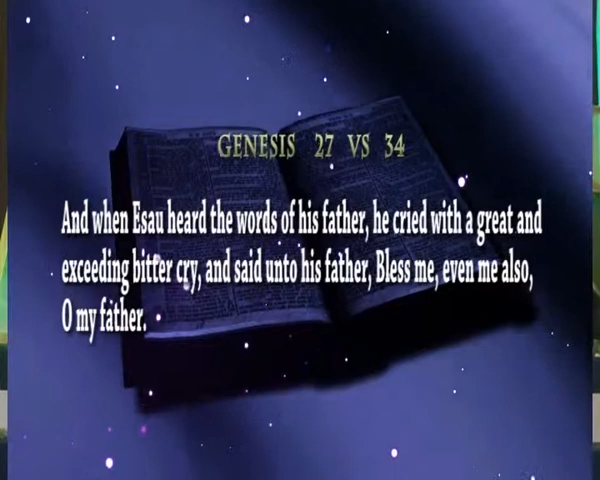 GENESIS 27 VS 34
And when Esau heard the words of his father, he cried with a great and
exceeding bitter cry, and said unto his father, Bless me, even me also,
O my father.